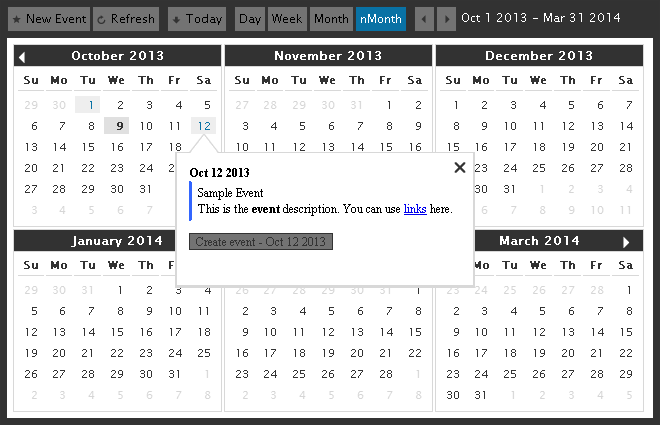 New Event Refresh Today Day Week Month nMonth Oct 1 2013 - Mar 31 2014
October 2013
Su Mo Tu We Th Fr Sa
29 30 1 2 3 4 5
6 7 8 9 10 11 12
13 14 15 16 17 18
20 21 22 23 24
27 28 29 30 31
3 4 5 6 7
November 2013
Su Mo Tu We Th Fr Sa
27 28 29 30 31 1 2
3 4 5 6 7 8 9
10 11 12 13 14 15 16
December 2013
Su Mo Tu We Th Fr Sa
1 2 3 4 5 6 7
8 9 10 11 12 13 14
15 16 17 18 19 20 21
23 24 25 26 27 28
30 31 1 2 3 4
6 7 8 9 10 11
Oct 12 2013
Sample Event
This is the event description. You can use links here.
Create event - Oct 12 2013
January 2014
Su Mo Tu We Th
29 30 31 1 2 3 4
5 6 7 8 9 10 11
12 13 14 15 16 17 18
19 20 21 22 23 24 25
26 27 28 29 30 31 1
2 3 4 5 6 7 8
26 27 28 29 30 31 1
2 3 4 5 6 7 8
9 10 11 12 13 14 15
16 17 18 19 20 21 22
23 24 25 26 27 28 1
2 3 4 5 6 7 8
March 2014
Mo Tu We Th Fr Sa
23 24 25 26 27 28 1
2 3 4 5 6 7 8
9 10 11 12 13 14 15
16 17 18 19 20 21 22
23 24 25 26 27 28 29
30 31 1 2 3 4 5